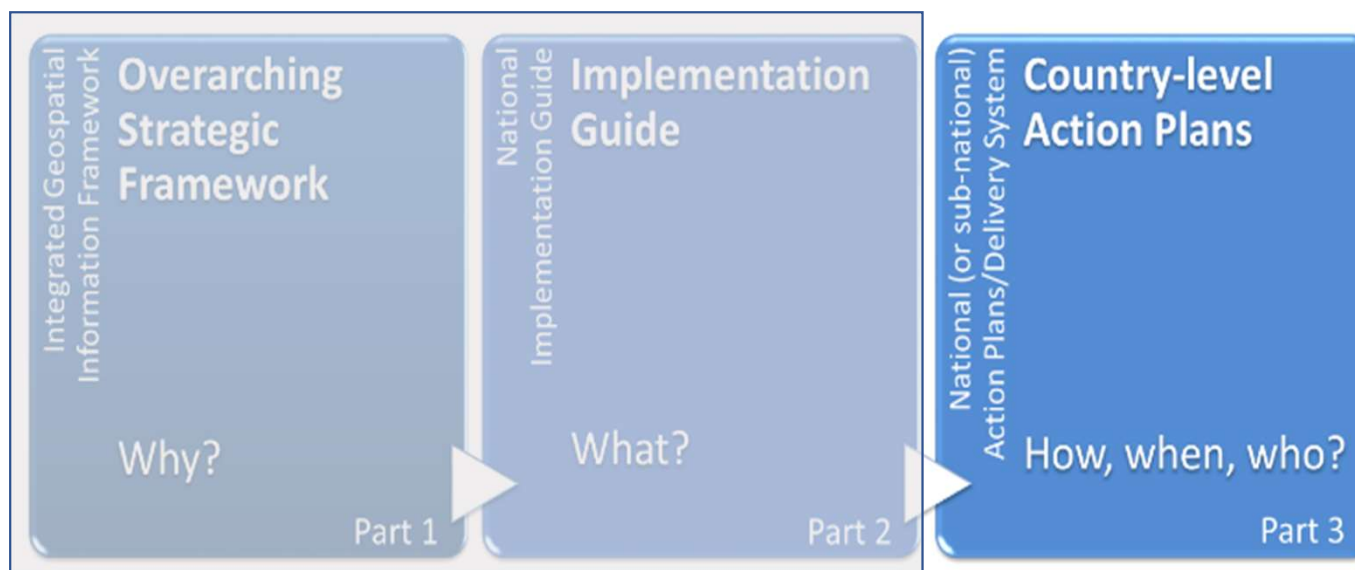 Integrated Geospatial
Information Framework
Overarching
Strategic
Framework
Why?
Part 1
National
Implementation Guide
Implementation
Guide
What?
Part 2
National (or sub-national)
Action Plans/Delivery System
Country-level
Action Plans
How, when, who?
Part 3